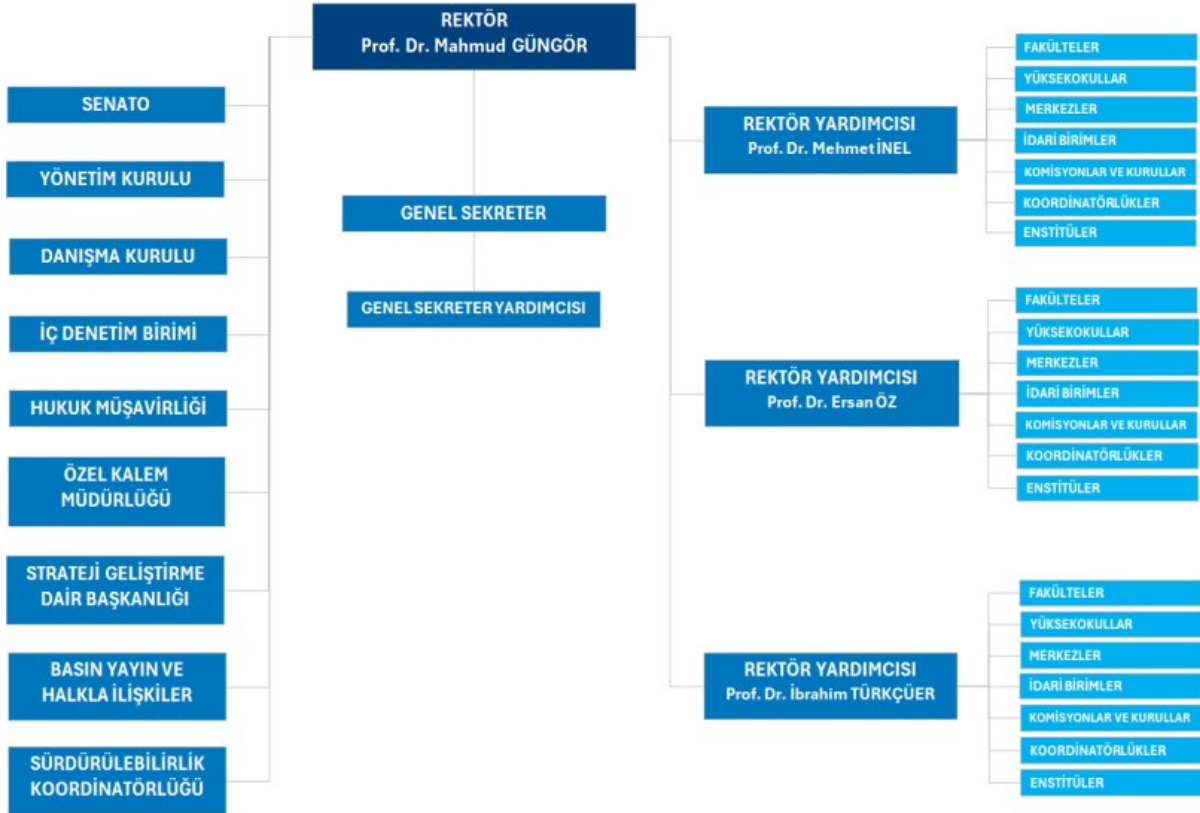 REKTÖR
Prof. Dr. Mahmud GÜNGÖR
SENATO
YÖNETİM KURULU
DANIŞMA KURULU
İÇ DENETİM BİRİMİ
HUKUK MÜŞAVİRLİĞİ
ÖZEL KALEM
MÜDÜRLÜĞÜ
STRATEJİ GELİŞTİRME
DAİR BAŞKANLIĞI
BASIN YAYIN VE
HALKLA İLİŞKİLER
SÜRDÜRÜLEBİLİRLİK
KOORDİNATÖRLÜĞÜ
GENEL SEKRETER
GENEL SEKRETER YARDIMCISI
REKTÖR YARDIMCISI
Prof. Dr. Mehmet İNEL
FAKÜLTELER
YÜKSEKOKULLAR
MERKEZLER
İDARİ BİRİMLER
KOMİSYONLAR VE KURULLAR
KOORDİNATÖRLÜKLER
ENSTİTÜLER
REKTÖR YARDIMCISI
Prof. Dr. Ersan ÖZ
FAKÜLTELER
YÜKSEKOKULLAR
MERKEZLER
İDARİ BİRİMLER
KOMİSYONLAR VE KURULLAR
KOORDİNATÖRLÜKLER
ENSTİTÜLER
REKTÖR YARDIMCISI
Prof. Dr. İbrahim TÜRKÇÜER
FAKÜLTELER
YÜKSEKOKULLAR
MERKEZLER
İDARİ BİRİMLER
KOMİSYONLAR VE KURULLAR
KOORDİNATÖRLÜKLER
ENSTİTÜLER